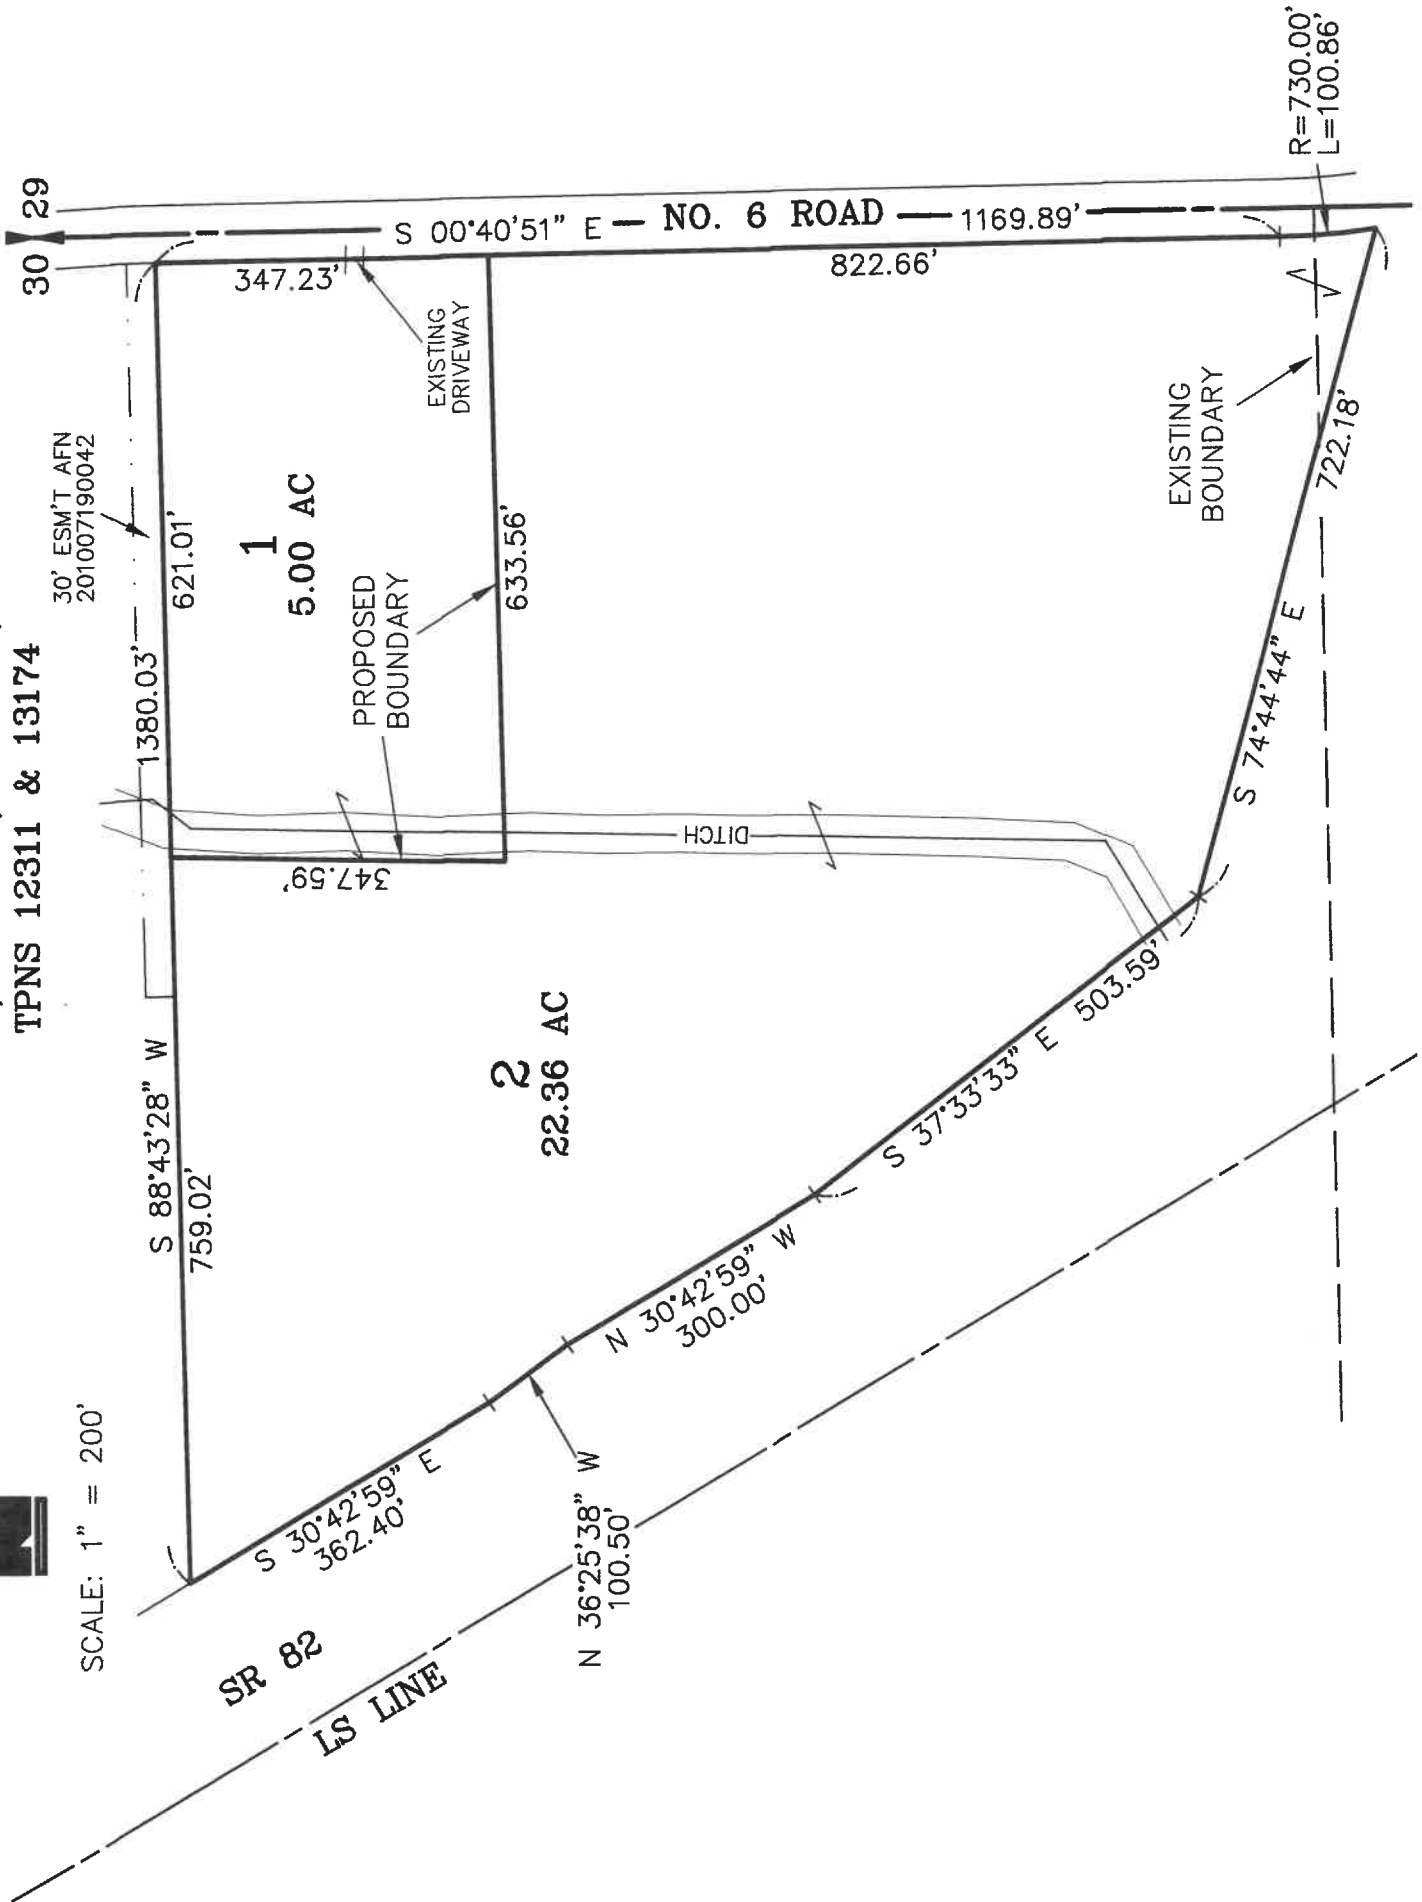 TPNS 12311 & 13174
30
29
30' ESM'T AFN
201007190042
SCALE: 1" = 200'
S 88°43'28" W
1380.03'
759.02'
621.01'
347.23'
S 00°40'51" E
NO. 6 ROAD
1169.89'
822.66'
EXISTING
DRIVEWAY
1
5.00 AC
PROPOSED
BOUNDARY
633.56'
347.59'
DITCH
2
22.36 AC
SR 82
LS LINE
S 30°42'59" E
362.40'
N 36°25'38" W
100.50'
N 30°42'59" W
300.00'
S 37°33'33" E 503.59'
S 74°44'44" E
722.18'
EXISTING
BOUNDARY
R=730.00'
L=100.86'